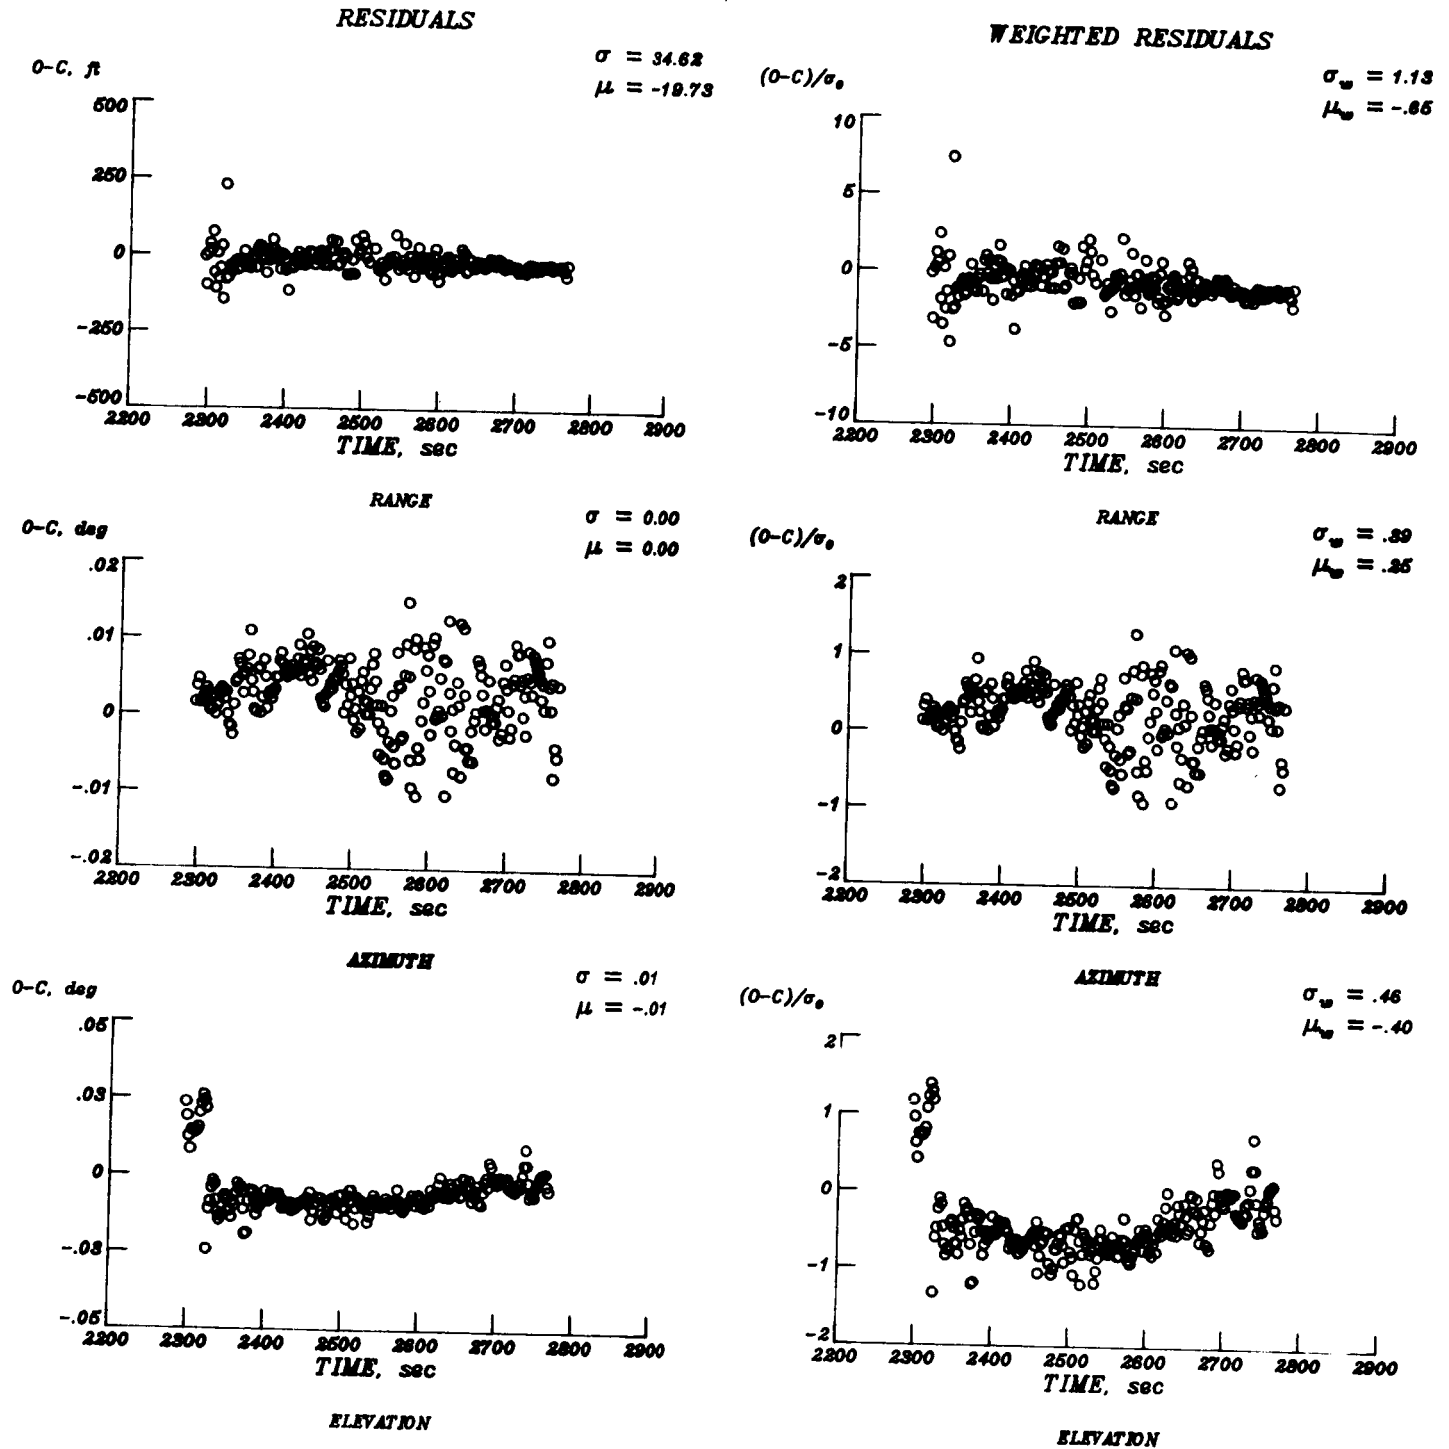 RESIDUALS
O-C, ft
σ = 34.62
μ = -19.73
500
250
0
-250
-500
2200 2300 2400 2500 2600 2700 2800 2900
TIME, sec
RANGE
WEIGHTED RESIDUALS
(O-C)/σ₀
σw = 1.13
μw = -.65
10
5
0
-5
-10
2200 2300 2400 2500 2600 2700 2800 2900
TIME, sec
RANGE
O-C, deg
σ = 0.00
μ = 0.00
.02
.01
0
-.01
-.02
2200 2300 2400 2500 2600 2700 2800 2900
TIME, sec
AZIMUTH
(O-C)/σ₀
σw = .39
μw = .25
2
1
0
-1
-2
2200 2300 2400 2500 2600 2700 2800 2900
TIME, sec
AZIMUTH
O-C, deg
σ = .01
μ = -.01
.05
.03
0
-.03
-.05
2200 2300 2400 2500 2600 2700 2800 2900
TIME, sec
ELEVATION
(O-C)/σ₀
σw = .46
μw = -.40
2
1
0
-1
-2
2200 2300 2400 2500 2600 2700 2800 2900
TIME, sec
ELEVATION